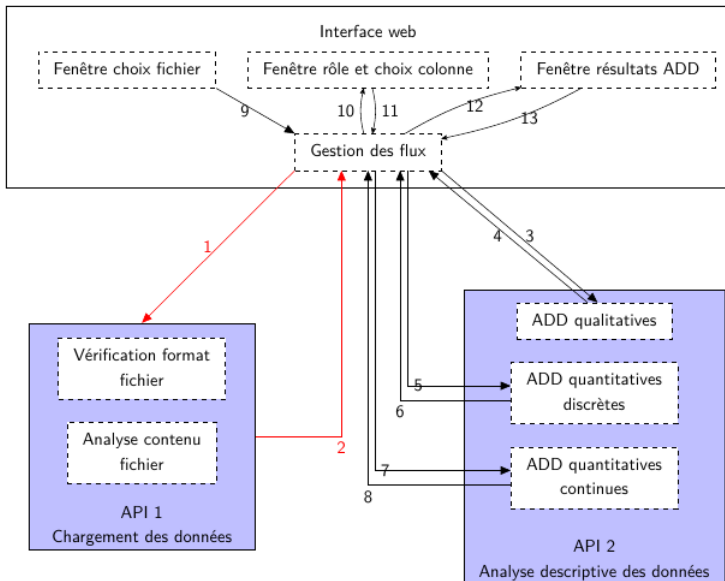 Interface web
Fenêtre choix fichier
Fenêtre rôle et choix colonne
Fenêtre résultats ADD
9
10
11
12
13
Gestion des flux
1
4
3
ADD qualitatives
Vérification format
fichier
5
6
ADD quantitatives
discrètes
Analyse contenu
fichier
2
7
8
ADD quantitatives
continues
API 1
Chargement des données
API 2
Analyse descriptive des données